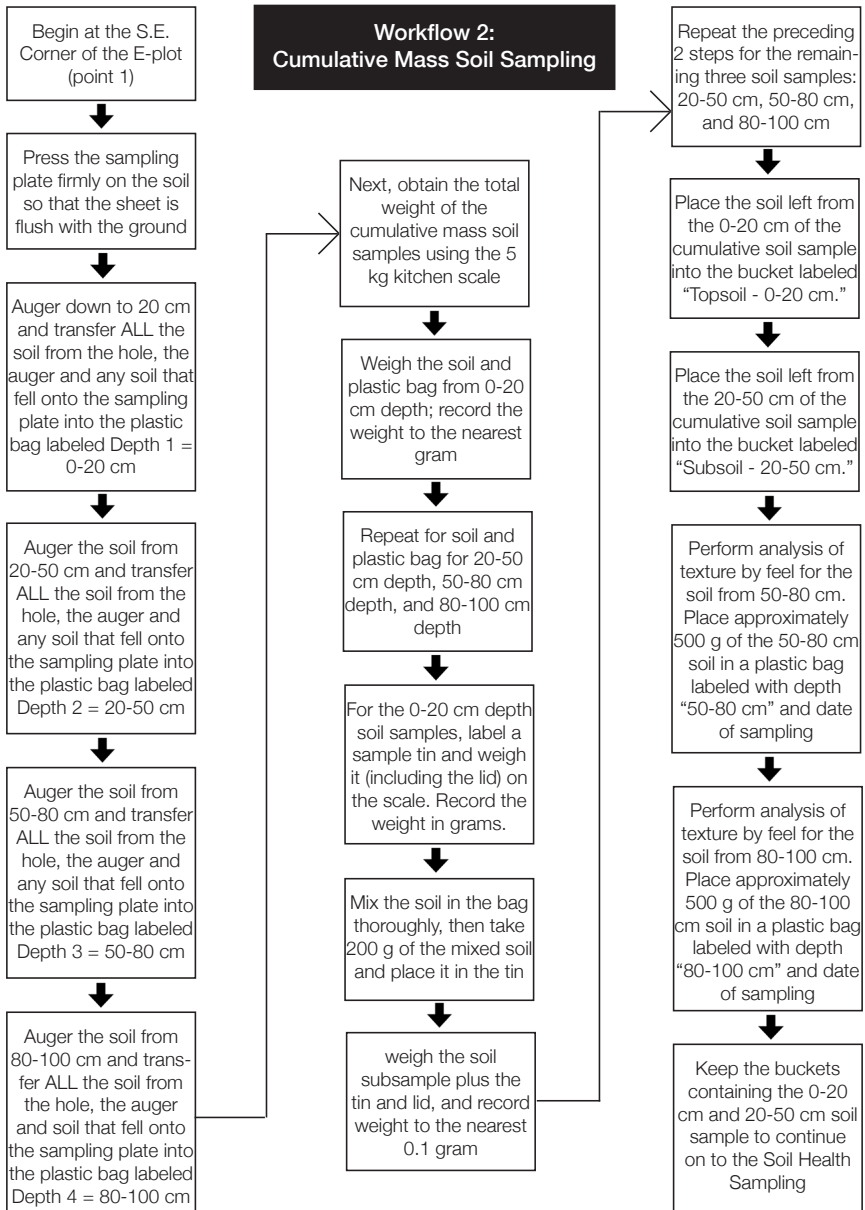 Begin at the S.E.
Corner of the E-plot
(point 1)
Press the sampling
plate firmly on the soil
so that the sheet is
flush with the ground
Auger down to 20 cm
and transfer ALL the
soil from the hole, the
auger and any soil that
fell onto the sampling
plate into the plastic
bag labeled Depth 1 =
0-20 cm
Auger the soil from
20-50 cm and transfer
ALL the soil from the
hole, the auger and
any soil that fell onto
the sampling plate into
the plastic bag labeled
Depth 2 = 20-50 cm
Auger the soil from
50-80 cm and transfer
ALL the soil from the
hole, the auger and
any soil that fell onto
the sampling plate into
the plastic bag labeled
Depth 3 = 50-80 cm
Auger the soil from
80-100 cm and trans-
fer ALL the soil from
the hole, the auger
and soil that fell onto
the sampling plate into
the plastic bag labeled
Depth 4 = 80-100 cm
Workflow 2:
Cumulative Mass Soil Sampling
Next, obtain the total
weight of the
cumulative mass soil
samples using the 5
kg kitchen scale
Weigh the soil and
plastic bag from 0-20
cm depth; record the
weight to the nearest
gram
Repeat for soil and
plastic bag for 20-50
cm depth, 50-80 cm
depth, and 80-100 cm
depth
For the 0-20 cm depth
soil samples, label a
sample tin and weigh
it (including the lid) on
the scale. Record the
weight in grams.
Mix the soil in the bag
thoroughly, then take
200 g of the mixed soil
and place it in the tin
weigh the soil
subsample plus the
tin and lid, and record
weight to the nearest
0.1 gram
Repeat the preceding
2 steps for the remain-
ing three soil samples:
20-50 cm, 50-80 cm,
and 80-100 cm
Place the soil left from
the 0-20 cm of the
cumulative soil sample
into the bucket labeled
“Topsoil - 0-20 cm.”
Place the soil left from
the 20-50 cm of the
cumulative soil sample
into the bucket labeled
“Subsoil - 20-50 cm.”
Perform analysis of
texture by feel for the
soil from 50-80 cm.
Place approximately
500 g of the 50-80 cm
soil in a plastic bag
labeled with depth
“50-80 cm” and date
of sampling
Perform analysis of
texture by feel for the
soil from 80-100 cm.
Place approximately
500 g of the 80-100
cm soil in a plastic bag
labeled with depth
“80-100 cm” and date
of sampling
Keep the buckets
containing the 0-20
cm and 20-50 cm soil
sample to continue
on to the Soil Health
Sampling